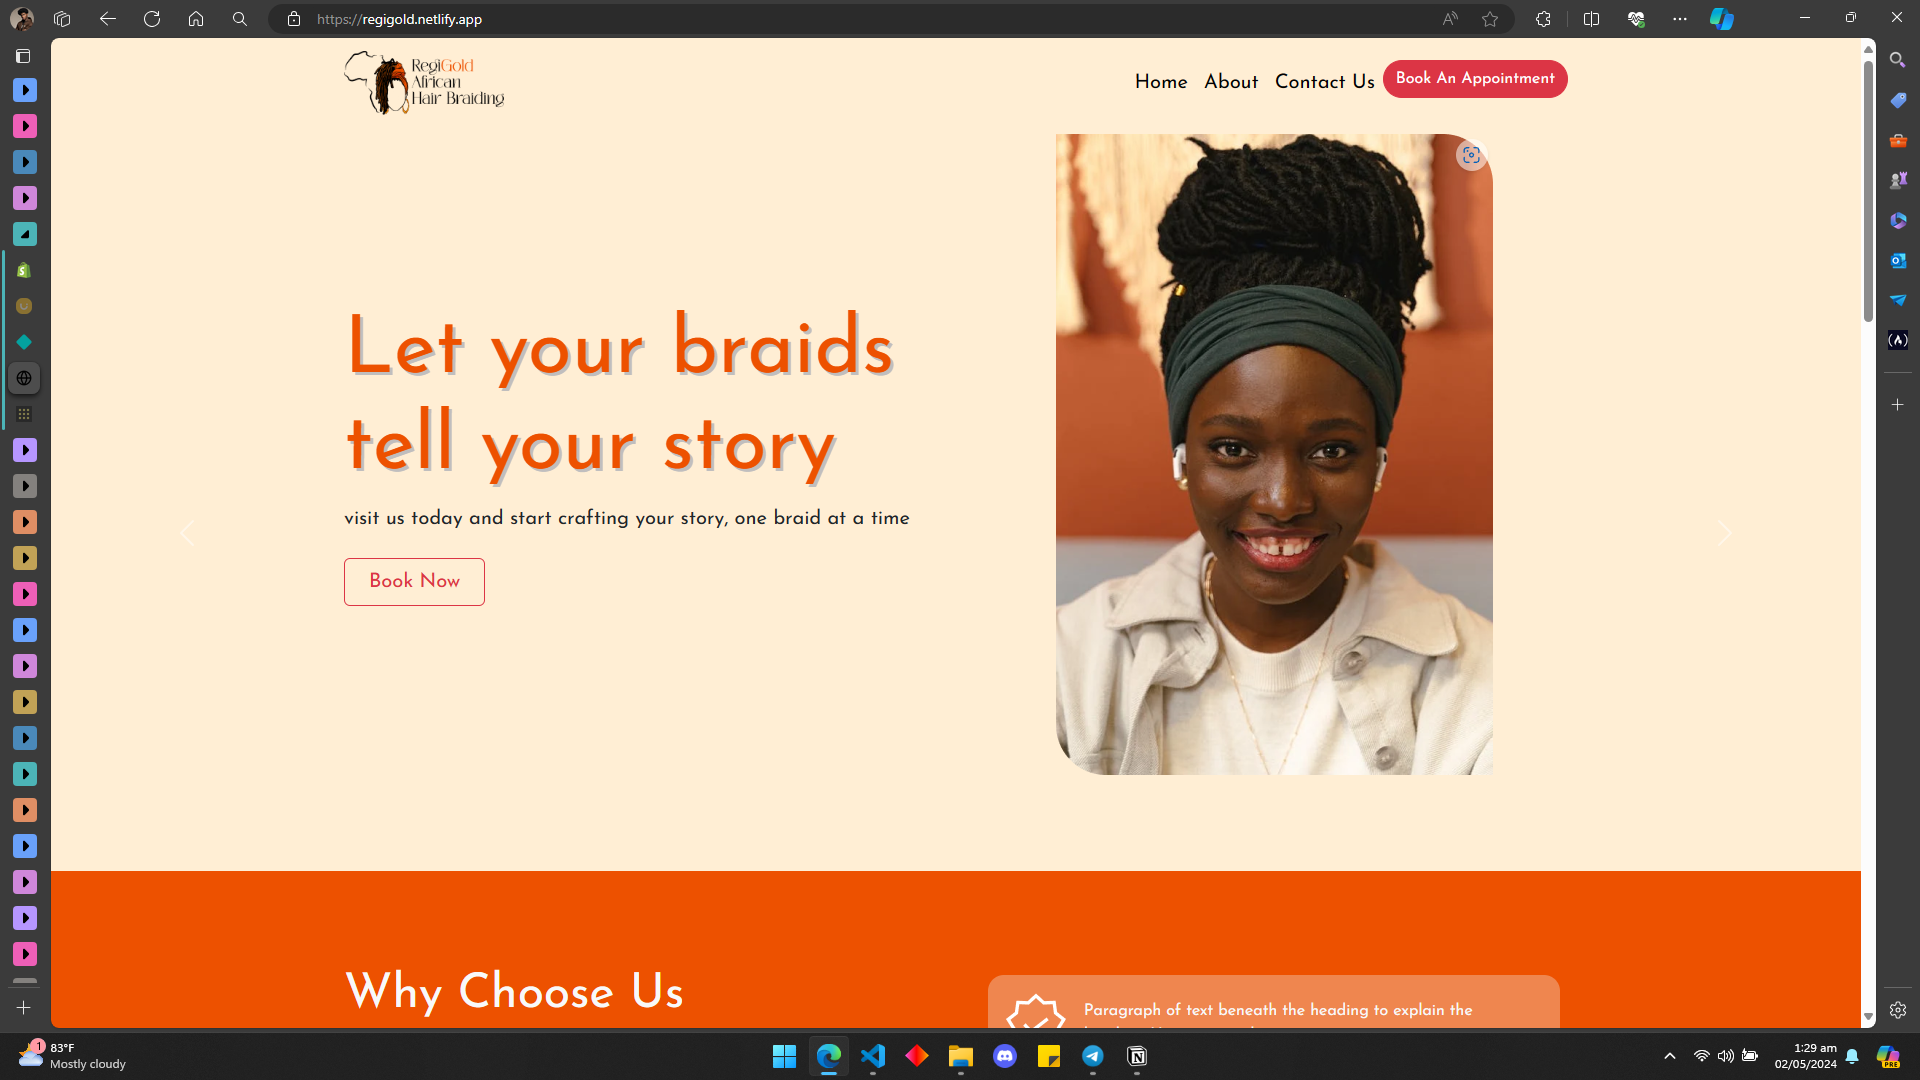 https://regigold.netlify.app
RegiGold
African
Hair Braiding
Home About Contact Us Book An Appointment
Let your braids
tell your story
visit us today and start crafting your story, one braid at a time
Book Now
Why Choose Us
Paragraph of text beneath the heading to explain the
1
83°F
Mostly cloudy
1:29 am
02/05/2024
PRE